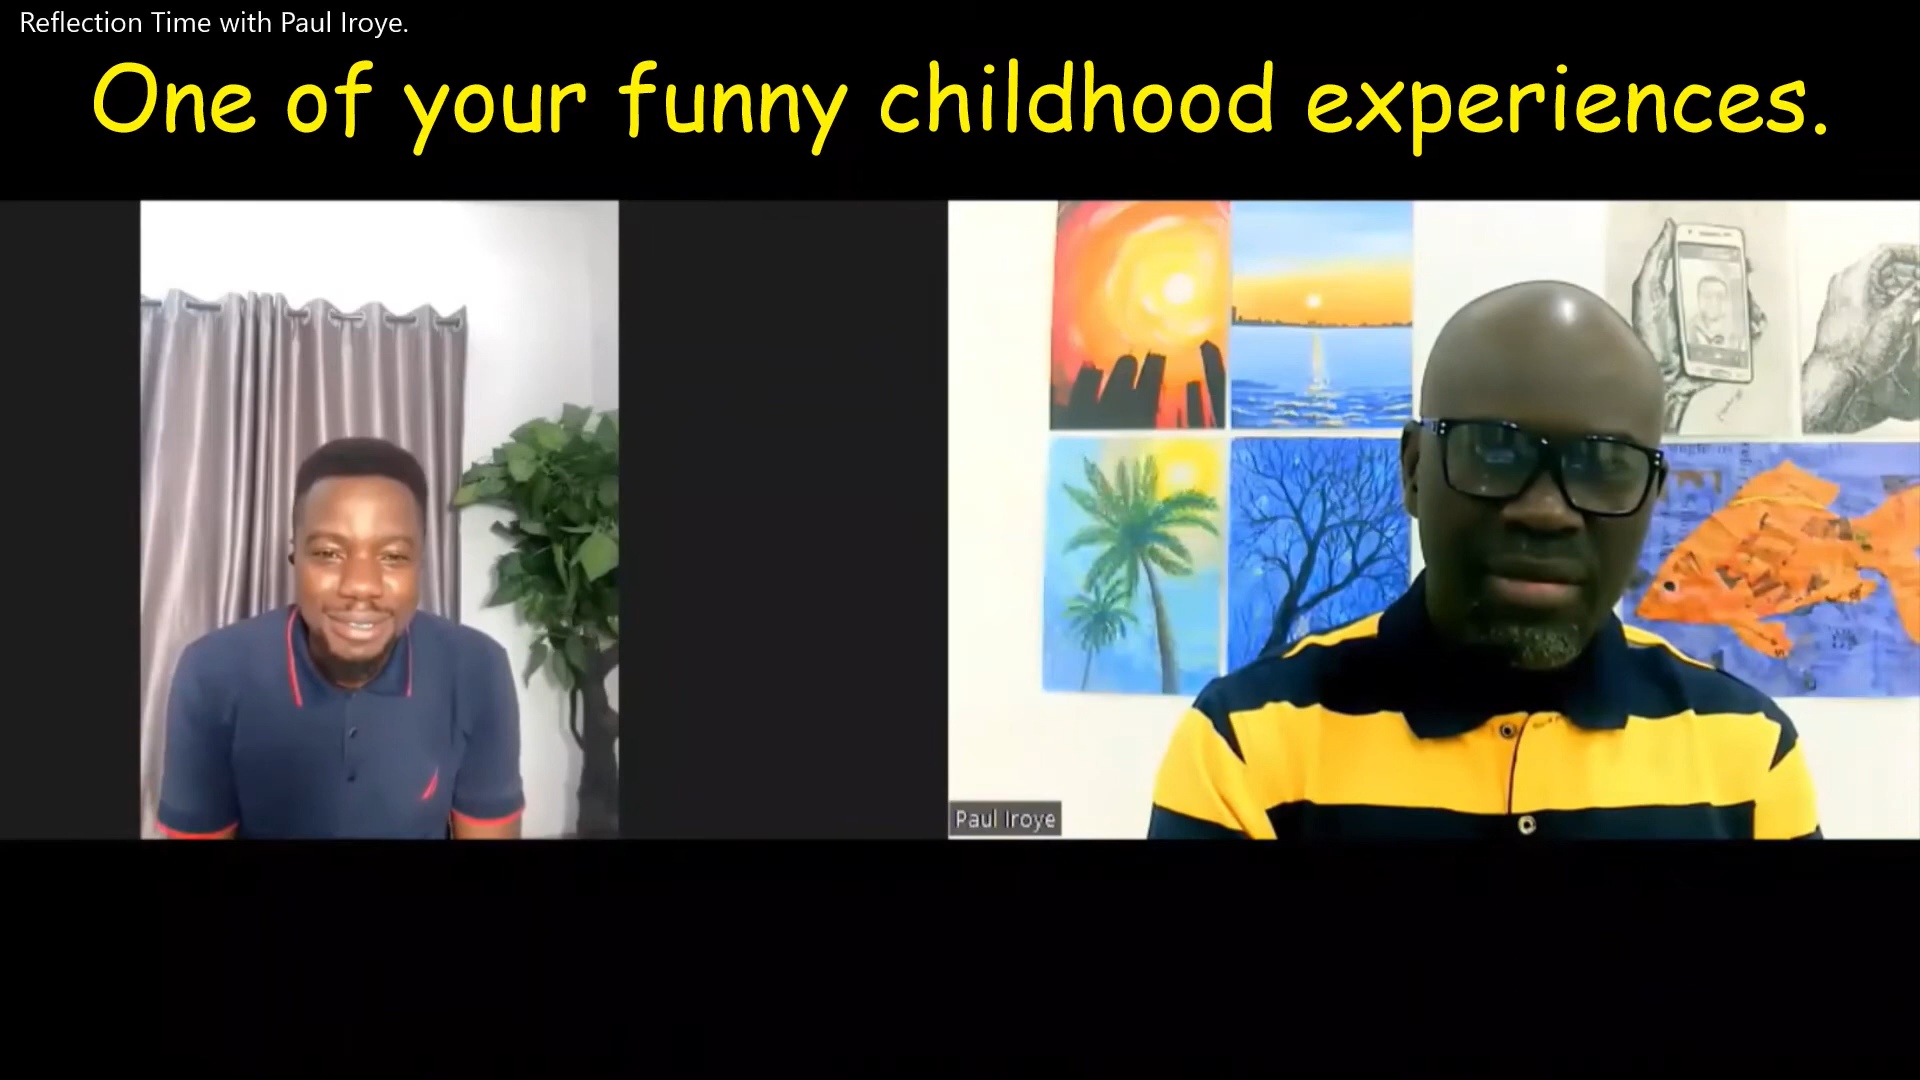 Reflection Time with Paul Iroye.
One of your funny childhood experiences.
Paul Iroye